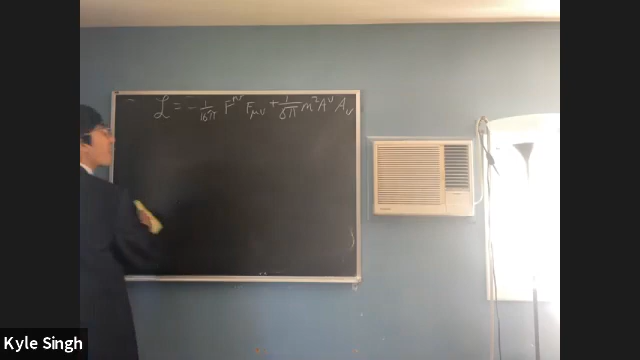 ℒ = -1/16π F^μν F_μν + 1/8π m² A^ν A_ν
Kyle Singh